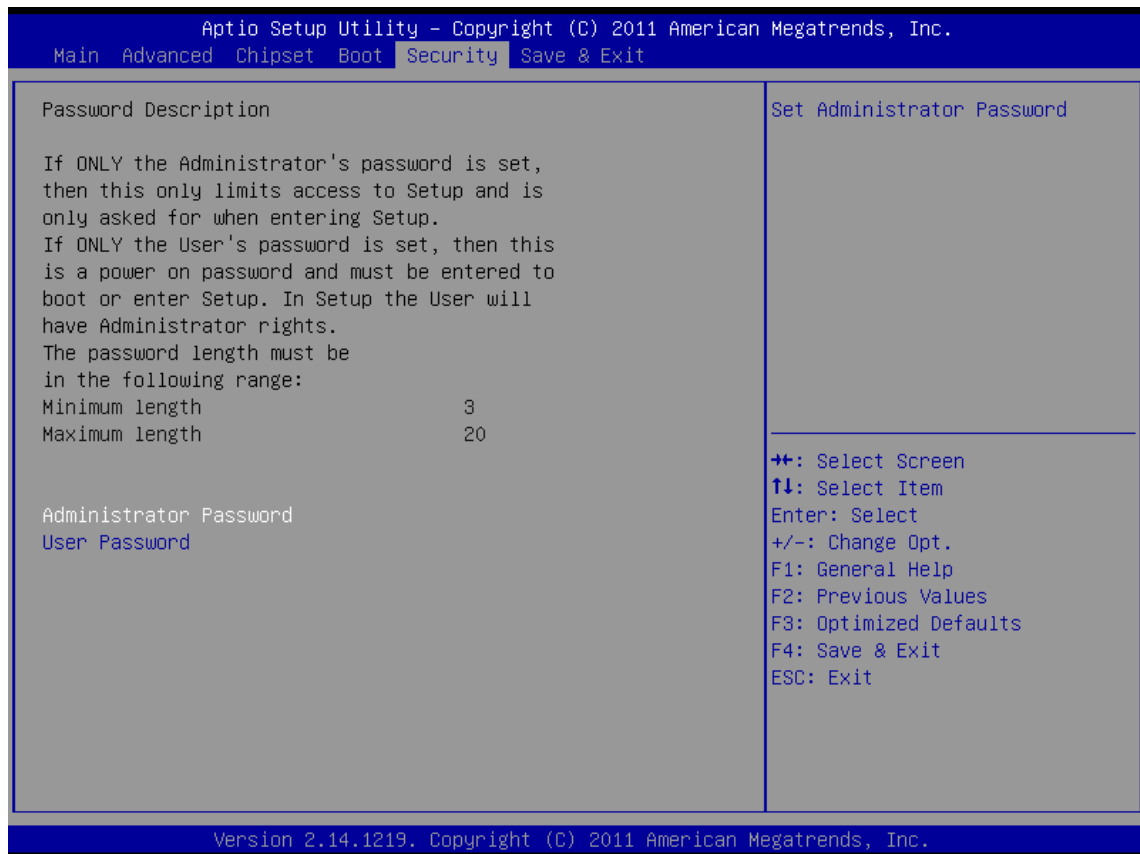 Aptio Setup Utility – Copyright (C) 2011 American Megatrends, Inc.
Main Advanced Chipset Boot Security Save & Exit
Password Description
If ONLY the Administrator's password is set,
then this only limits access to Setup and is
only asked for when entering Setup.
If ONLY the User's password is set, then this
is a power on password and must be entered to
boot or enter Setup. In Setup the User will
have Administrator rights.
The password length must be
in the following range:
Minimum length 3
Maximum length 20
Administrator Password
User Password
Set Administrator Password
→←: Select Screen
↑↓: Select Item
Enter: Select
+/-: Change Opt.
F1: General Help
F2: Previous Values
F3: Optimized Defaults
F4: Save & Exit
ESC: Exit
Version 2.14.1219. Copyright (C) 2011 American Megatrends, Inc.